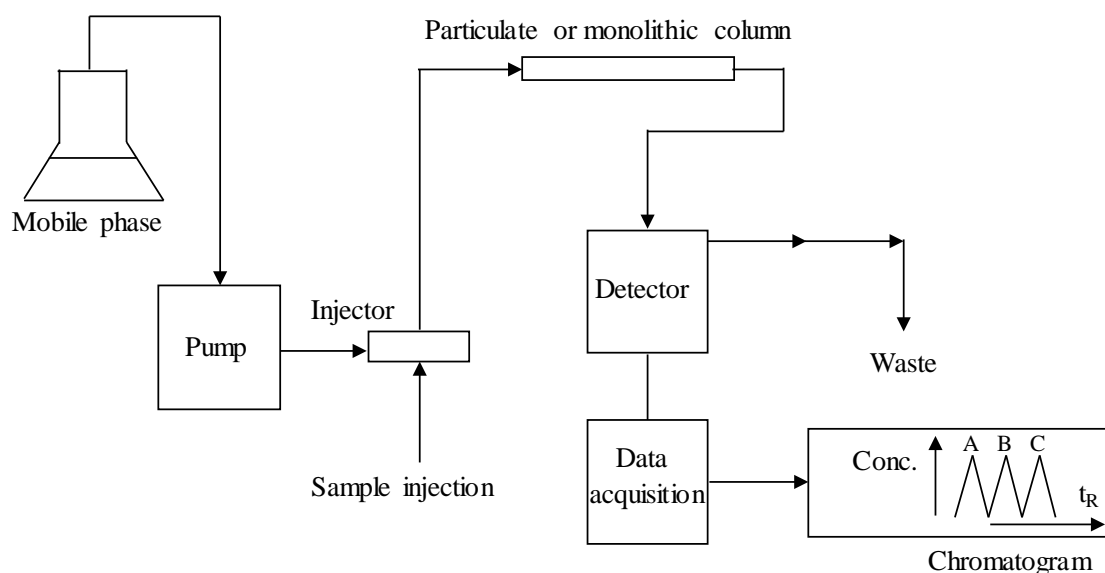 Particulate or monolithic column
Mobile phase
Injector
Pump
Sample injection
Detector
Waste
Data
acquisition
Conc.
A B C
tR
Chromatogram